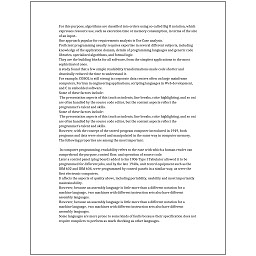 For this purpose, algorithms are classified into orders using so-called Big O notation, which
expresses resource use, such as execution time or memory consumption, in terms of the size
of an input.
One approach popular for requirements analysis is Use Case analysis.
Proficient programming usually requires expertise in several different subjects, including
knowledge of the application domain, details of programming languages and generic code
libraries, specialized algorithms, and formal logic.
They are the building blocks for all software, from the simplest applications to the most
sophisticated ones.
A study found that a few simple readability transformations made code shorter and
drastically reduced the time to understand it.
For example, COBOL is still strong in corporate data centers often on large mainframe
computers, Fortran in engineering applications, scripting languages in Web development,
and C in embedded software.
Some of these factors include:
The presentation aspects of this (such as indents, line breaks, color highlighting, and so on)
are often handled by the source code editor, but the content aspects reflect the
programmer's talent and skills.
Some of these factors include:
The presentation aspects of this (such as indents, line breaks, color highlighting, and so on)
are often handled by the source code editor, but the content aspects reflect the
programmer's talent and skills.
However, with the concept of the stored-program computer introduced in 1949, both
programs and data were stored and manipulated in the same way in computer memory.
The following properties are among the most important:

In computer programming, readability refers to the ease with which a human reader can
comprehend the purpose, control flow, and operation of source code.
Later a control panel (plug board) added to his 1906 Type I Tabulator allowed it to be
programmed for different jobs, and by the late 1940s, unit record equipment such as the
IBM 602 and IBM 604, were programmed by control panels in a similar way, as were the
first electronic computers.
It affects the aspects of quality above, including portability, usability and most importantly
maintainability.
However, because an assembly language is little more than a different notation for a
machine language, two machines with different instruction sets also have different
assembly languages.
However, because an assembly language is little more than a different notation for a
machine language, two machines with different instruction sets also have different
assembly languages.
Some languages are more prone to some kinds of faults because their specification does not
require compilers to perform as much checking as other languages.